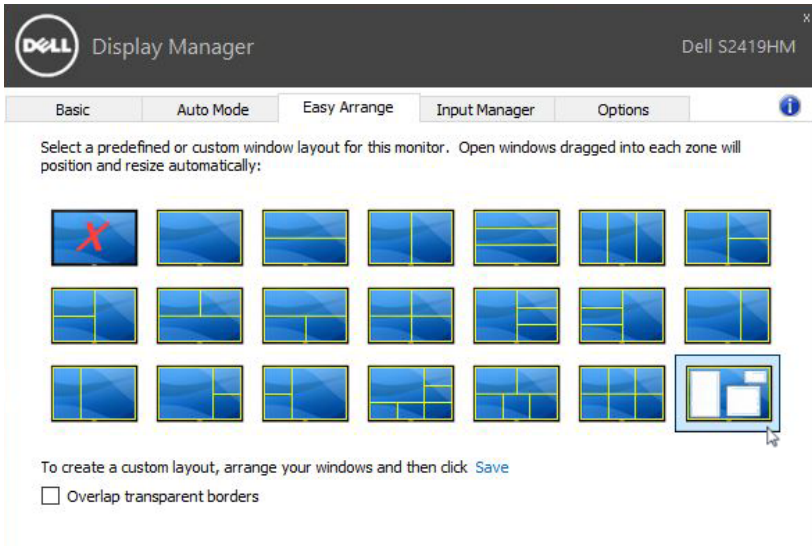 x
DELL
Display Manager
Dell S2419HM
Basic
Auto Mode
Easy Arrange
Input Manager
Options
Select a predefined or custom window layout for this monitor. Open windows dragged into each zone will
position and resize automatically:
X
To create a custom layout, arrange your windows and then click Save
Overlap transparent borders